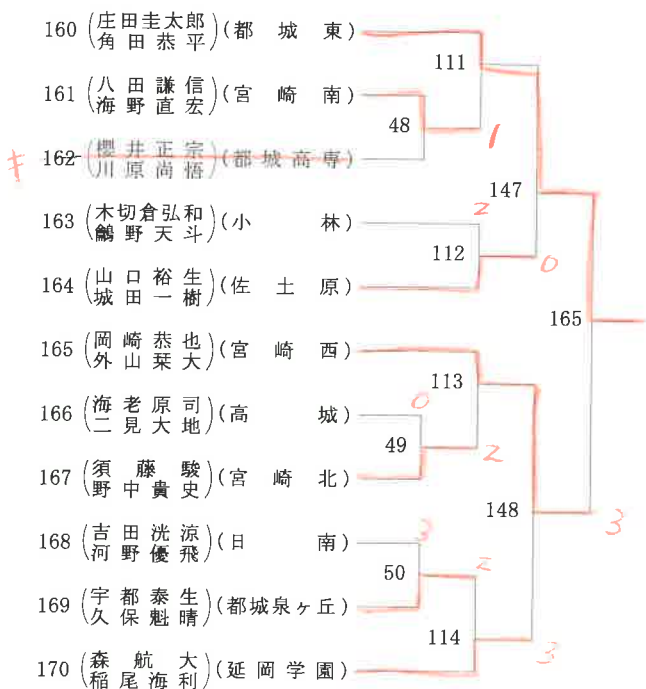 160 (庄田圭太郎 角田恭平)(都城東)
111
161 (八田謙信 海野直宏)(宮崎南)
48
1
キ 162 (櫻井正宗 川原尚悟)(都城高専)
147
163 (木切倉弘和 鶴野天斗)(小林)
2
112
0
164 (山口裕生 城田一樹)(佐土原)
165
165 (岡崎恭也 外山栞大)(宮崎西)
113
166 (海老原司 二見大地)(高城)
0
49
2
167 (須藤駿 野中貴史)(宮崎北)
148
3
168 (吉田洸涼 河野優飛)(日南)
3
50
2
169 (宇都泰生 久保魁晴)(都城泉ヶ丘)
114
3
170 (森航大 稲尾海利)(延岡学園)